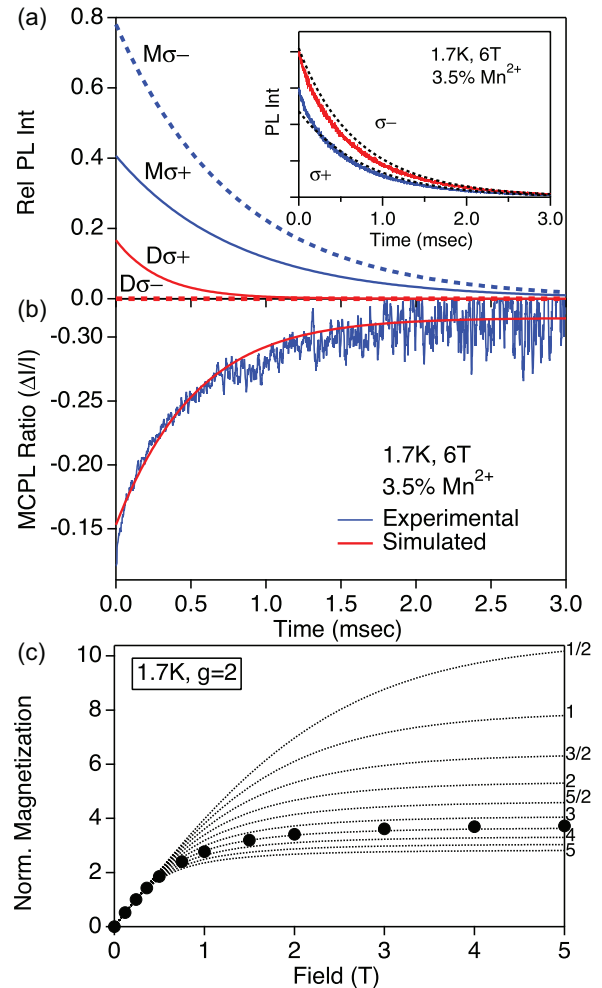 (a)
0.8
0.6
0.4
0.2
0.0
Rel PL Int
Mσ−
Mσ+
Dσ+
Dσ−
1.7K, 6T
3.5% Mn2+
PL Int
σ−
σ+
0.0 1.0 2.0 3.0
Time (msec)
(b)
-0.30
-0.25
-0.20
-0.15
MCPL Ratio (ΔI/I)
1.7K, 6T
3.5% Mn2+
Experimental
Simulated
0.0 0.5 1.0 1.5 2.0 2.5 3.0
Time (msec)
(c)
10
8
6
4
2
0
Norm. Magnetization
1.7K, g=2
1/2
1
3/2
2
5/2
3
4
5
0 1 2 3 4 5
Field (T)